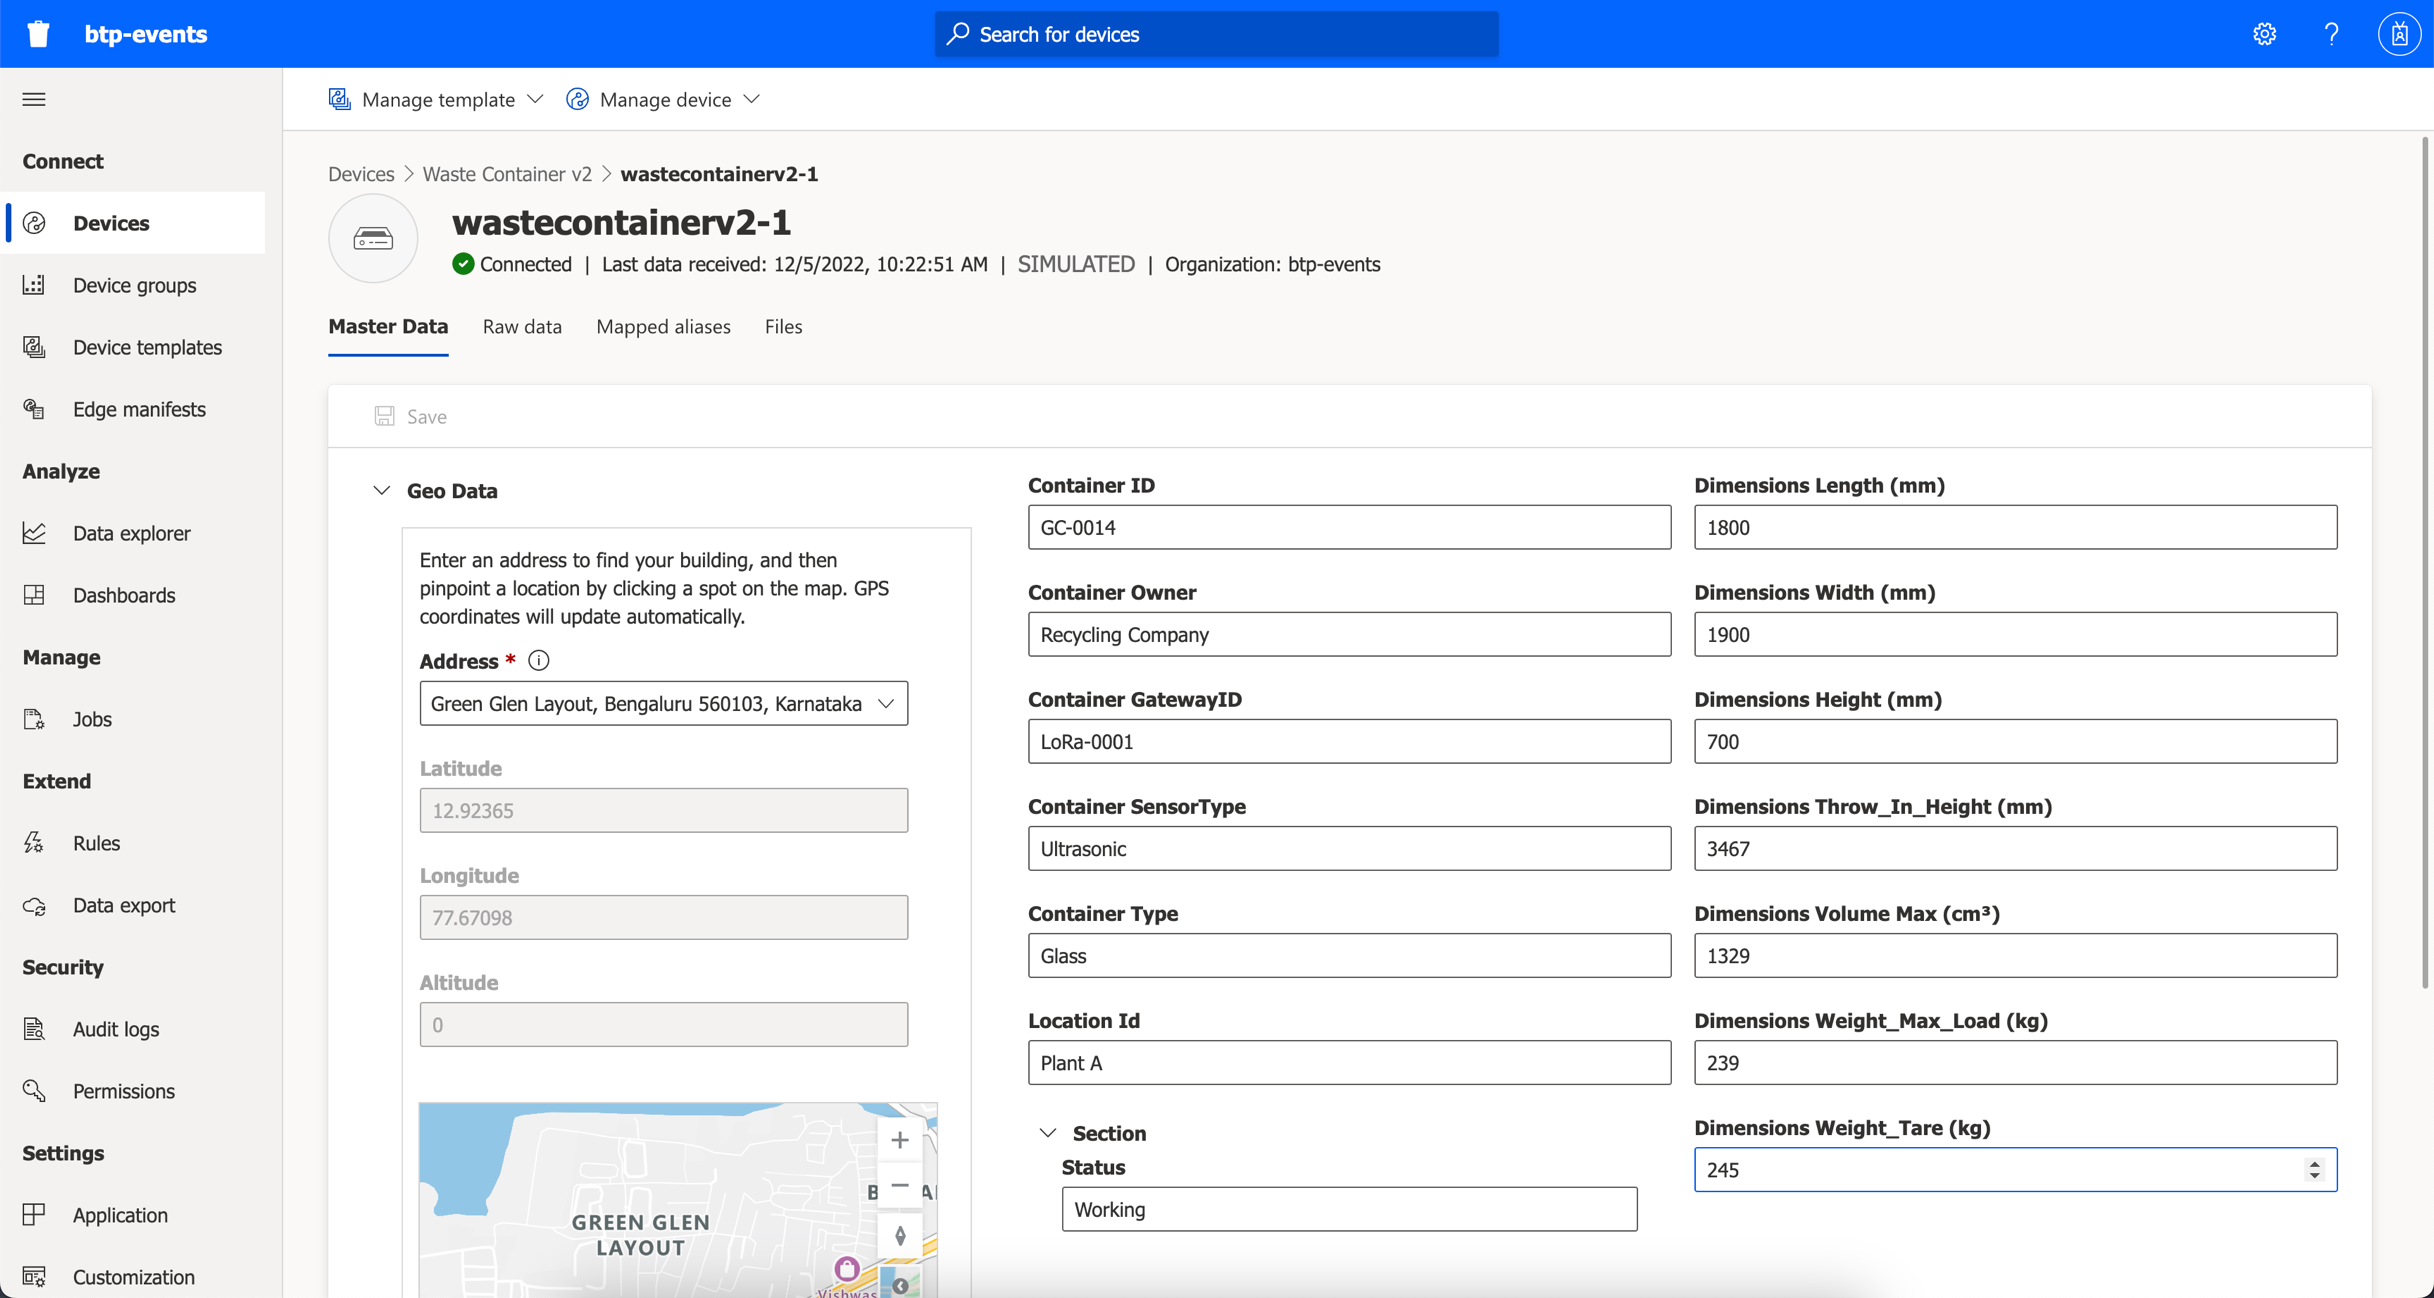 btp-events
Search for devices
?
Connect
Devices
Device groups
Device templates
Edge manifests
Analyze
Data explorer
Dashboards
Manage
Jobs
Extend
Rules
Data export
Security
Audit logs
Permissions
Settings
Application
Customization
Manage template
Manage device
Devices > Waste Container v2 > wastecontainerv2-1
wastecontainerv2-1
Connected | Last data received: 12/5/2022, 10:22:51 AM | SIMULATED | Organization: btp-events
Master Data
Raw data
Mapped aliases
Files
Save
Geo Data
Enter an address to find your building, and then
pinpoint a location by clicking a spot on the map. GPS
coordinates will update automatically.
Address *
Green Glen Layout, Bengaluru 560103, Karnataka
Latitude
12.92365
Longitude
77.67098
Altitude
0
GREEN GLEN
LAYOUT
Vishwas
Container ID
GC-0014
Container Owner
Recycling Company
Container GatewayID
LoRa-0001
Container SensorType
Ultrasonic
Container Type
Glass
Location Id
Plant A
Section
Status
Working
Dimensions Length (mm)
1800
Dimensions Width (mm)
1900
Dimensions Height (mm)
700
Dimensions Throw_In_Height (mm)
3467
Dimensions Volume Max (cm³)
1329
Dimensions Weight_Max_Load (kg)
239
Dimensions Weight_Tare (kg)
245